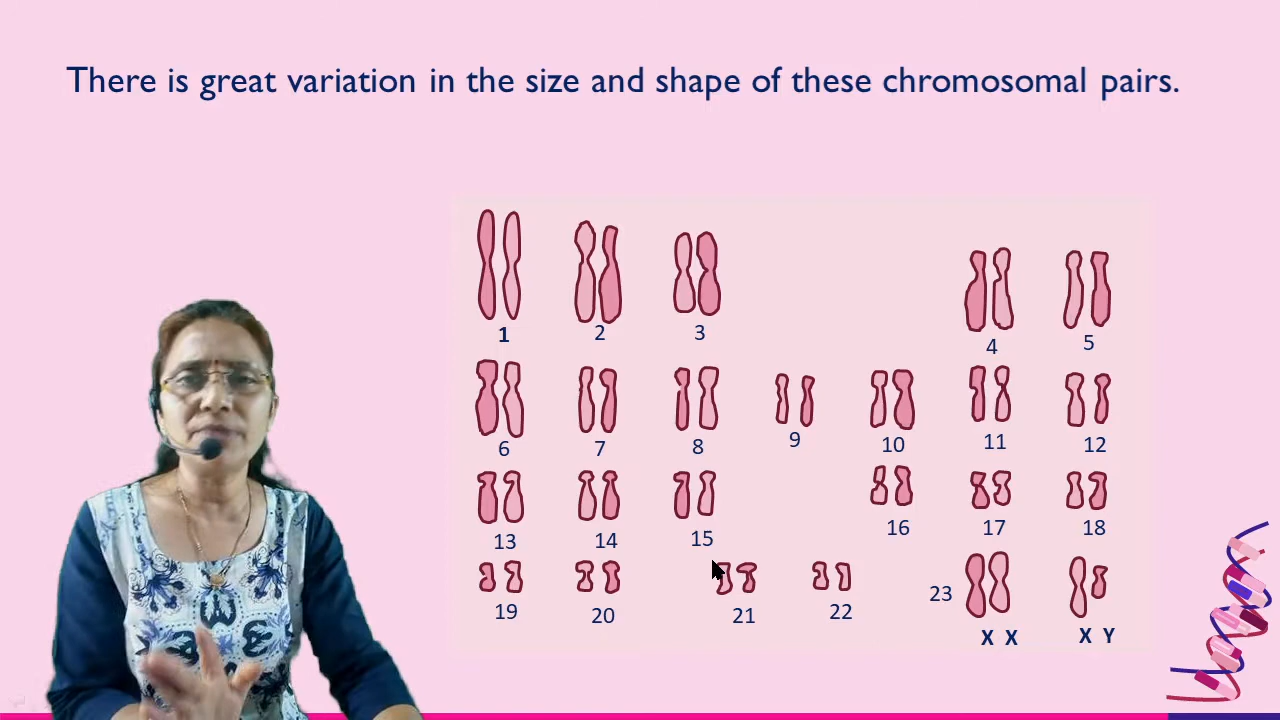 There is great variation in the size and shape of these chromosomal pairs.
1 2 3 4 5
6 7 8 9 10 11 12
13 14 15 16 17 18
19 20 21 22 23
X X X Y